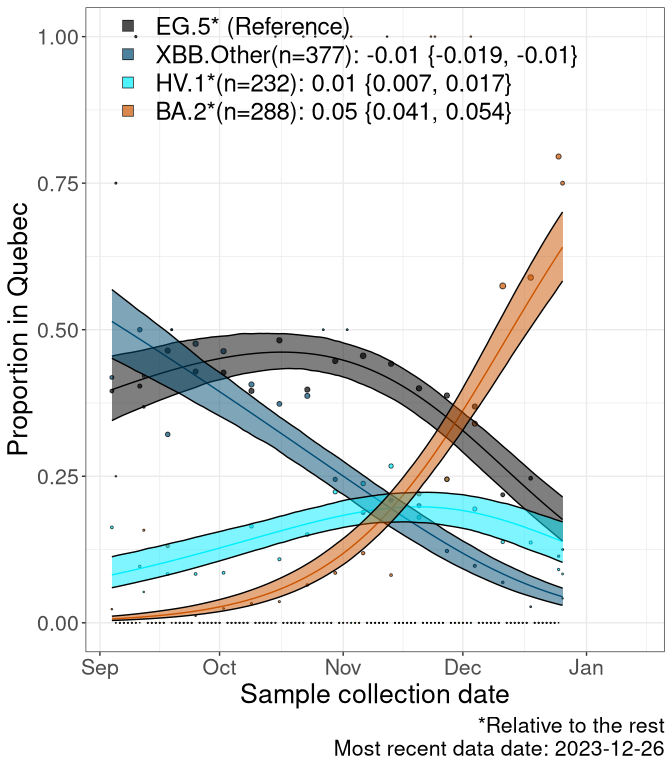 EG.5* (Reference)
XBB.Other(n=377): -0.01 {-0.019, -0.01}
HV.1*(n=232): 0.01 {0.007, 0.017}
BA.2*(n=288): 0.05 {0.041, 0.054}
1.00
0.75
0.50
0.25
0.00
Proportion in Quebec
Sep Oct Nov Dec Jan
Sample collection date
*Relative to the rest
Most recent data date: 2023-12-26